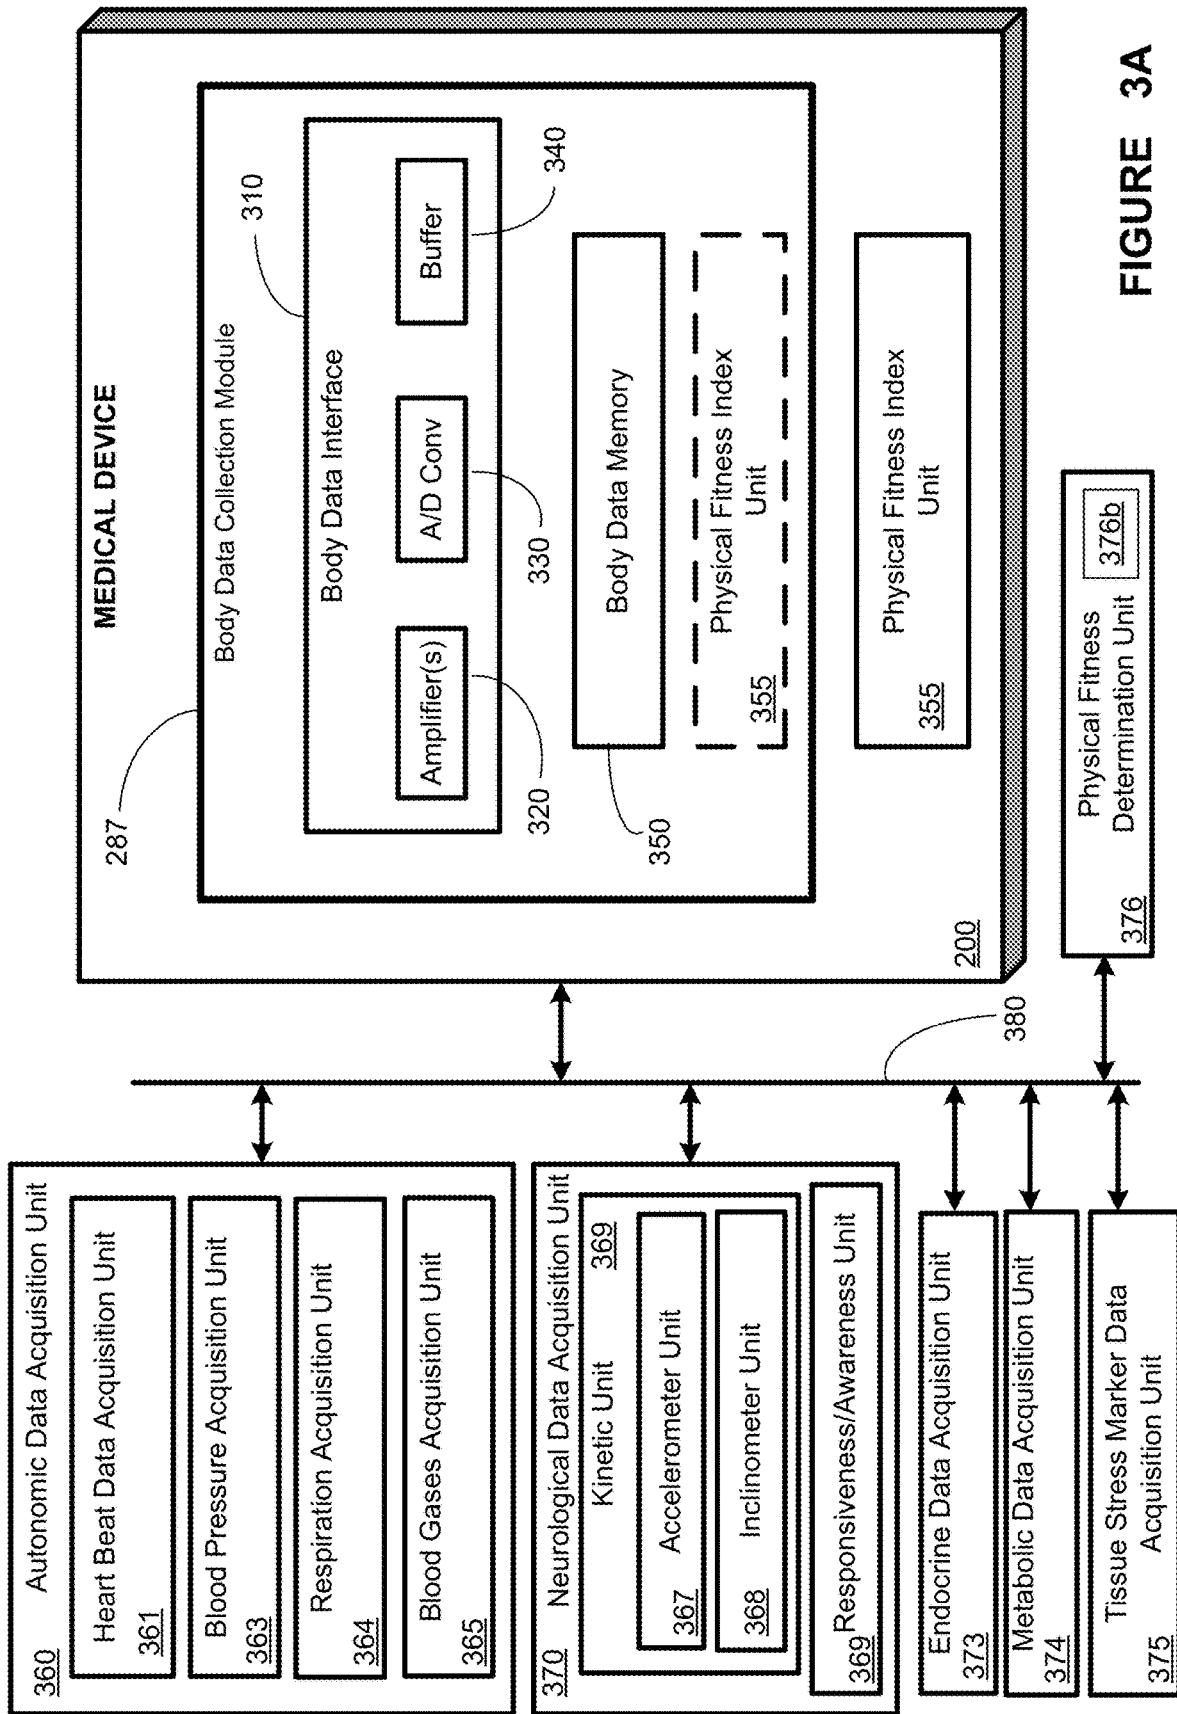 MEDICAL DEVICE
287
Body Data Collection Module
310
Body Data Interface
Amplifier(s)
A/D Conv
Buffer
320
330
340
Body Data Memory
350
Physical Fitness Index
Unit
355
Physical Fitness Index
Unit
355
200
Physical Fitness
Determination Unit
376
376b
380
360
Autonomic Data Acquisition Unit
Heart Beat Data Acquisition Unit
361
Blood Pressure Acquisition Unit
363
Respiration Acquisition Unit
364
Blood Gases Acquisition Unit
365
370
Neurological Data Acquisition Unit
Kinetic Unit
369
Accelerometer Unit
367
Inclinometer Unit
368
Responsiveness/Awareness Unit
369
Endocrine Data Acquisition Unit
373
Metabolic Data Acquisition Unit
374
Tissue Stress Marker Data
Acquisition Unit
375
FIGURE 3A